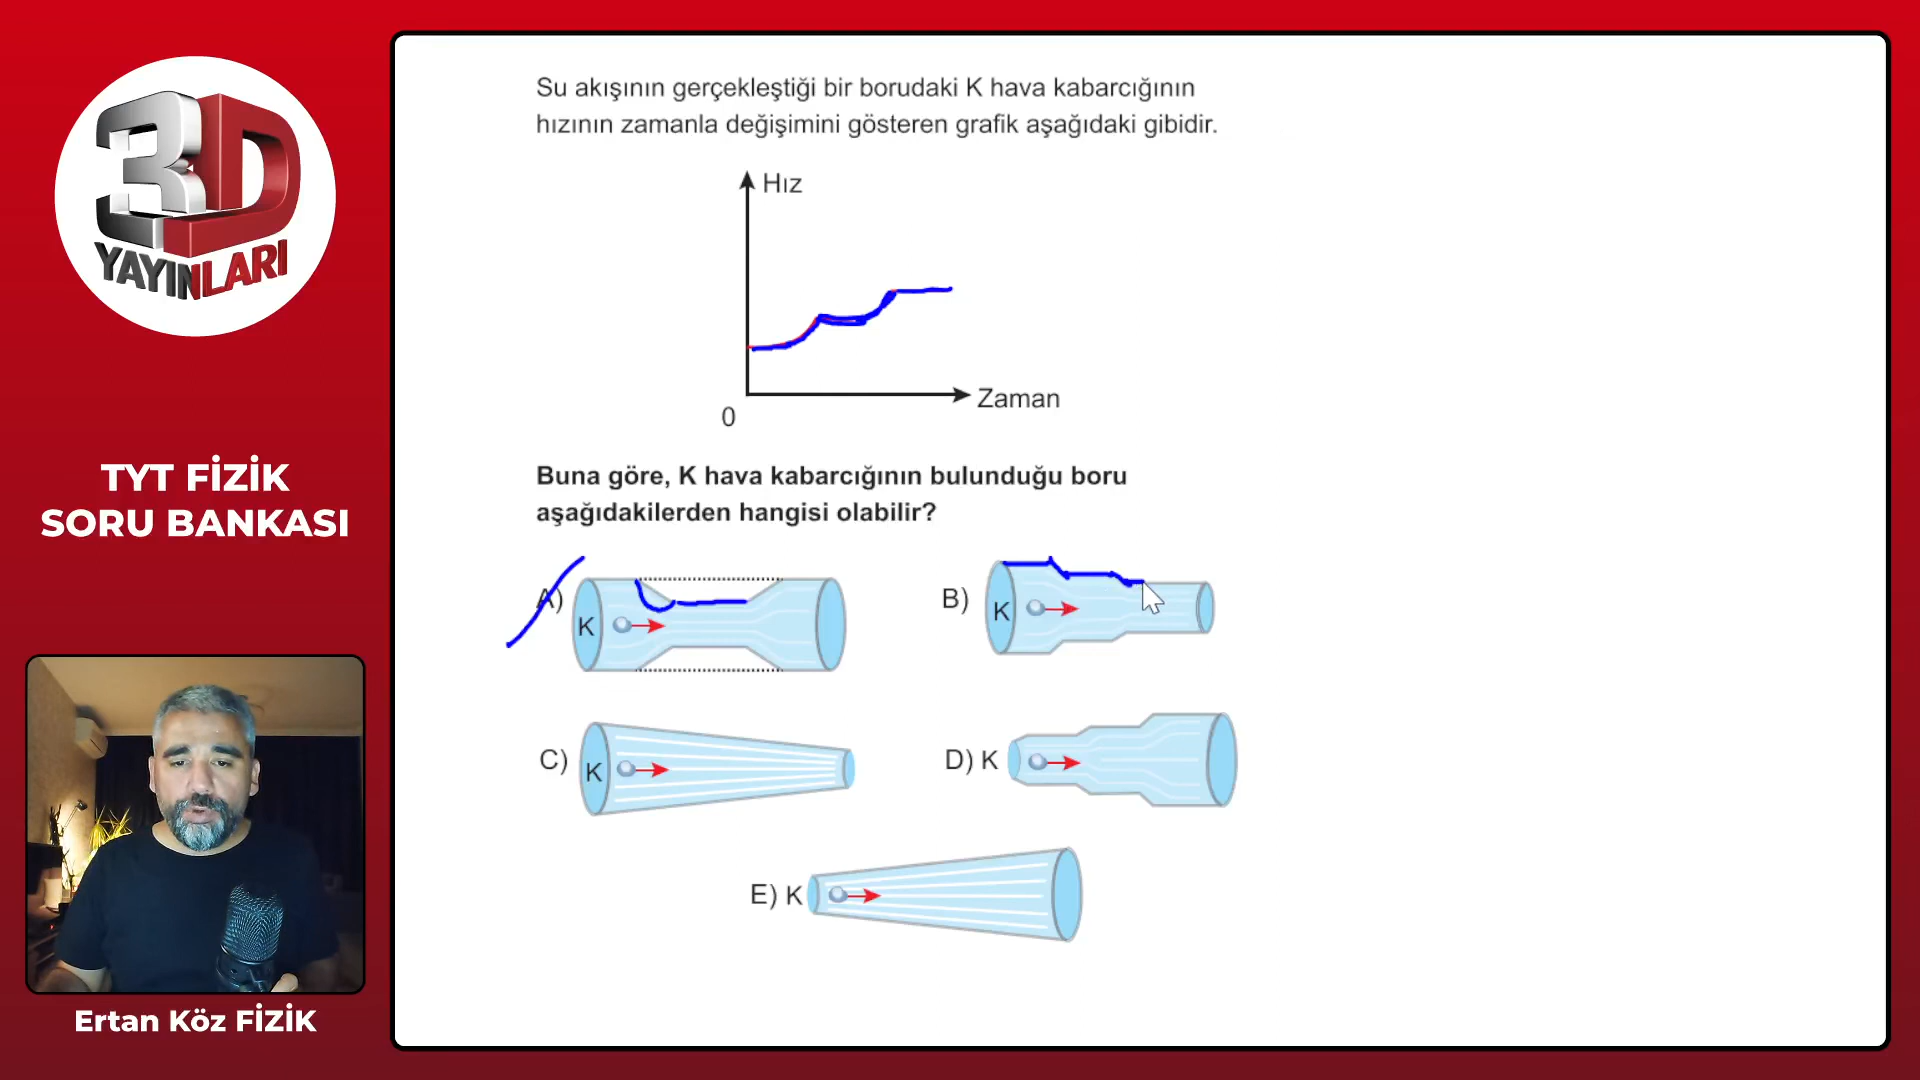 3D
YAYINLARI
TYT FİZİK
SORU BANKASI
Ertan Köz FİZİK
Su akışının gerçekleştiği bir borudaki K hava kabarcığının
hızının zamanla değişimini gösteren grafik aşağıdaki gibidir.
Hız
Zaman
0
Buna göre, K hava kabarcığının bulunduğu boru
aşağıdakilerden hangisi olabilir?
A) K
B) K
C) K
D) K
E) K